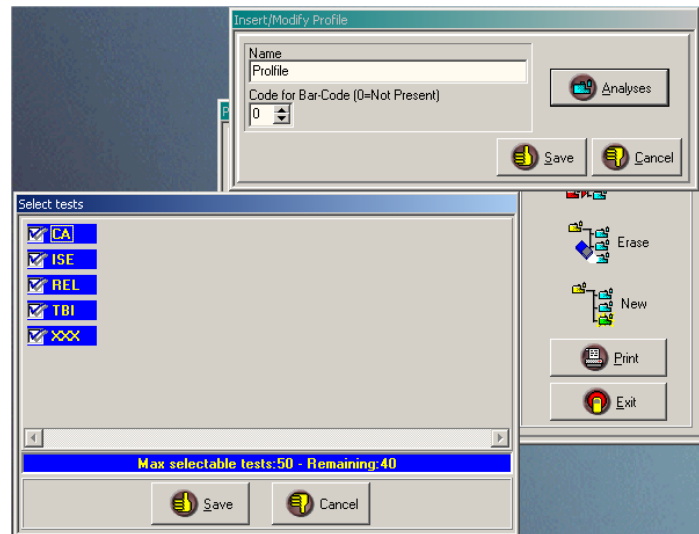 Insert/Modify Profile
Name
Prolfile
Code for Bar-Code (0=Not Present)
0
Analyses
Save
Cancel
Select tests
CA
ISE
REL
TBI
XXX
Max selectable tests:50 - Remaining:40
Save
Cancel
Erase
New
Print
Exit